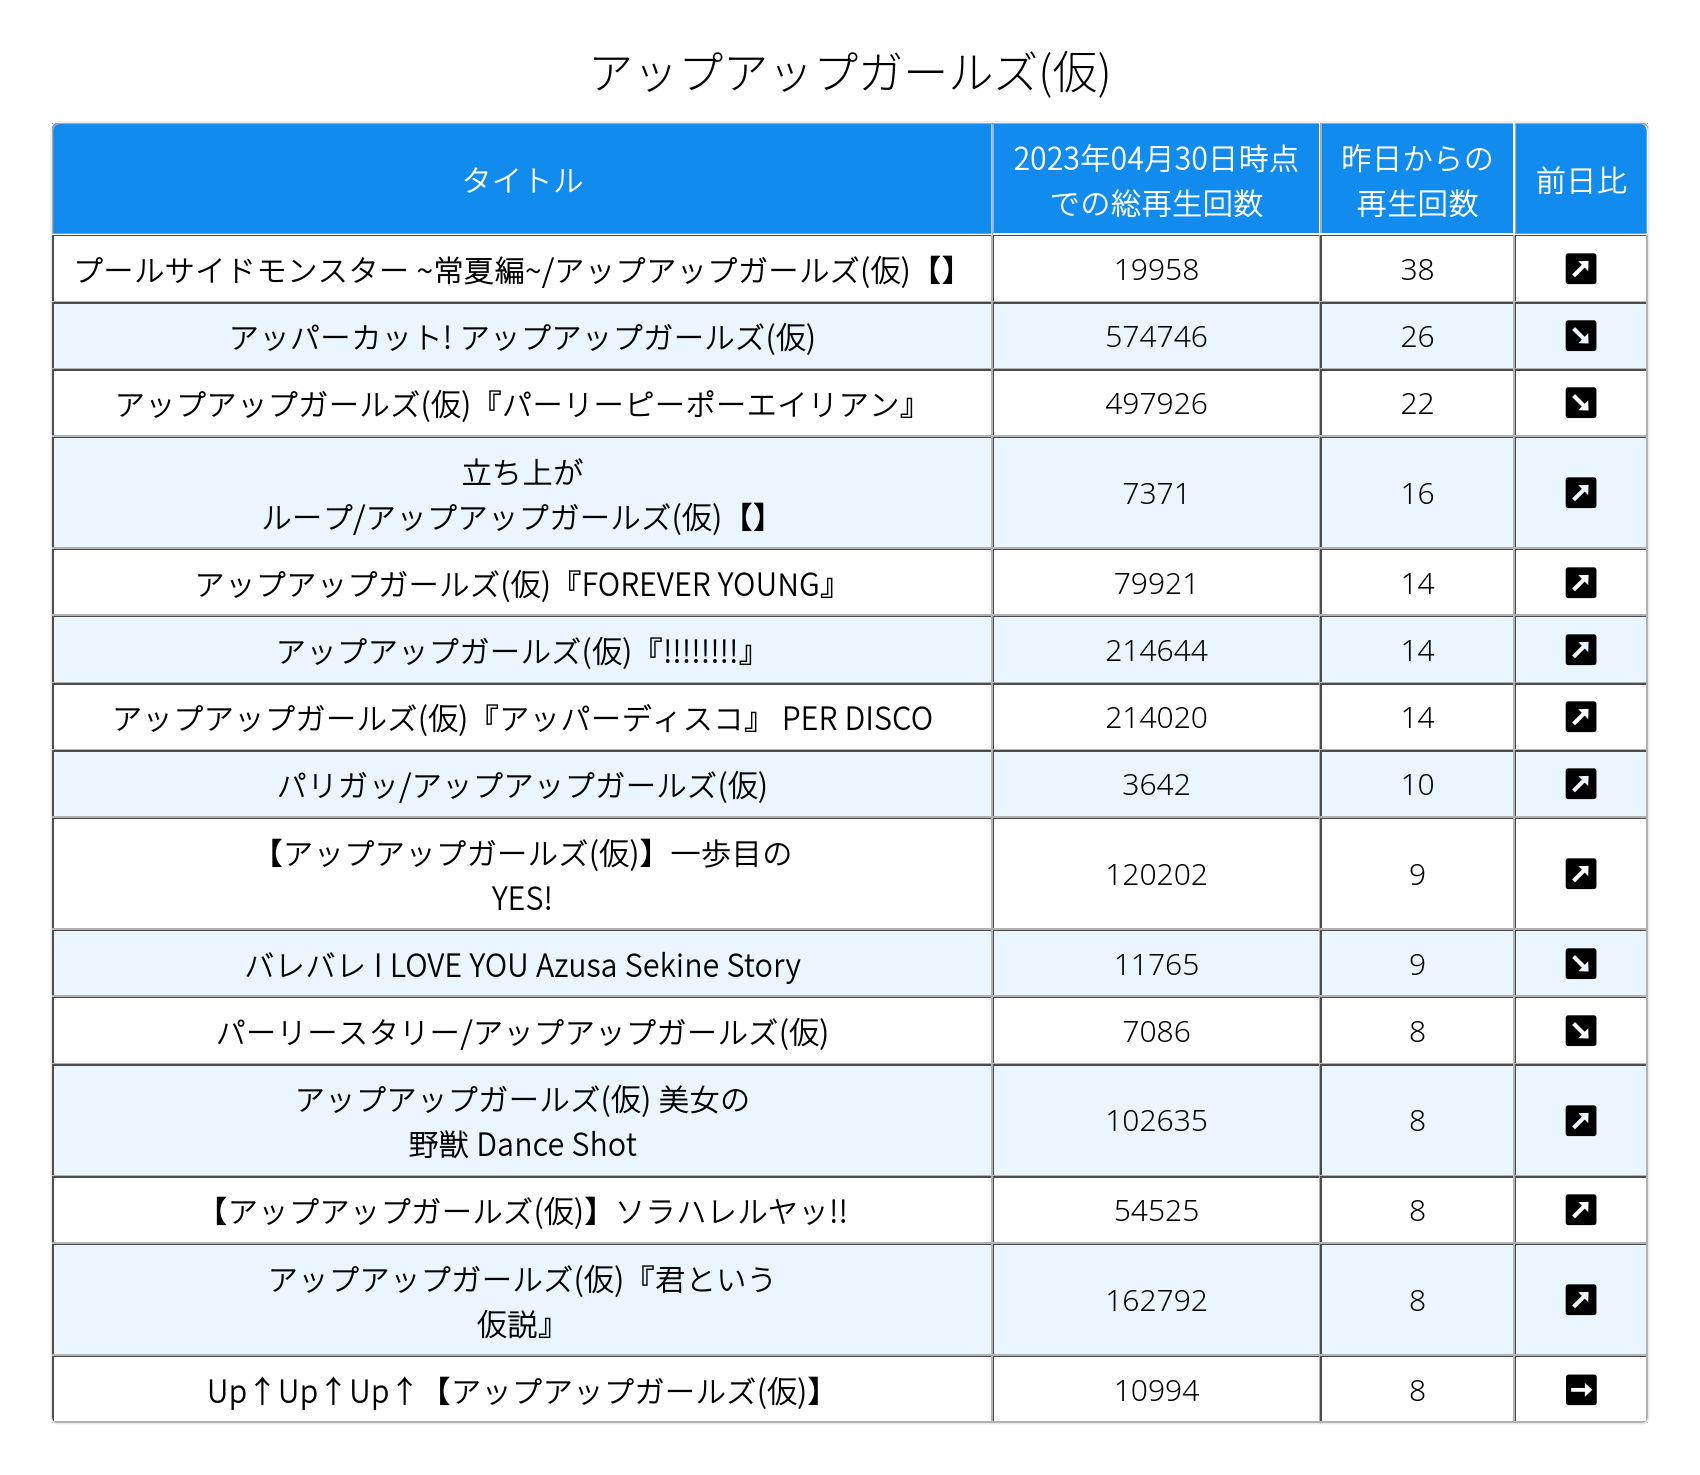 アップアップガールズ(仮)
タイトル
2023年04月30日時点
での総再生回数
昨日からの
再生回数
前日比
プールサイドモンスター ~常夏編~/アップアップガールズ(仮)【】
19958
38
アッパーカット! アップアップガールズ(仮)
574746
26
アップアップガールズ(仮)『パーリーピーポーエイリアン』
497926
22
立ち上が
ループ/アップアップガールズ(仮)【】
7371
16
アップアップガールズ(仮)『FOREVER YOUNG』
79921
14
アップアップガールズ(仮)『!!!!!!!!』
214644
14
アップアップガールズ(仮)『アッパーディスコ』 PER DISCO
214020
14
パリガッ/アップアップガールズ(仮)
3642
10
【アップアップガールズ(仮)】一歩目の
YES!
120202
9
バレバレ I LOVE YOU Azusa Sekine Story
11765
9
パーリースタリー/アップアップガールズ(仮)
7086
8
アップアップガールズ(仮) 美女の
野獣 Dance Shot
102635
8
【アップアップガールズ(仮)】ソラハレルヤッ!!
54525
8
アップアップガールズ(仮)『君という
仮説』
162792
8
Up↑Up↑Up↑【アップアップガールズ(仮)】
10994
8